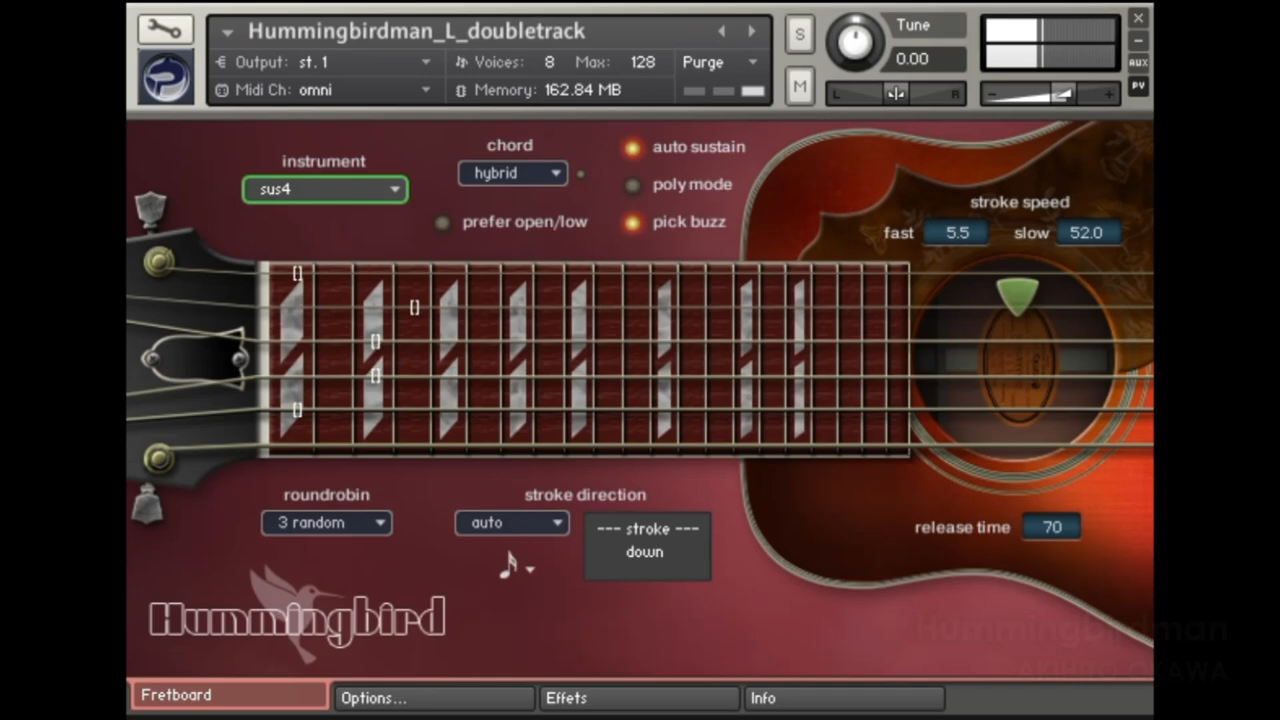 Hummingbirdman_L_doubletrack
S
Tune
Output: st. 1
Voices: 8 Max: 128
Purge
0.00
AUX
Midi Ch: omni
Memory: 162.84 MB
M
L R
- +
PV
instrument
sus4
chord
hybrid
auto sustain
poly mode
prefer open/low
pick buzz
stroke speed
fast 5.5 slow 52.0
[]
[]
[]
[]
[]
roundrobin
3 random
stroke direction
auto
--- stroke ---
down
release time 70
Hummingbird
Hummingbirdman
AKIHITO OKAWA
Fretboard
Options...
Effets
Info